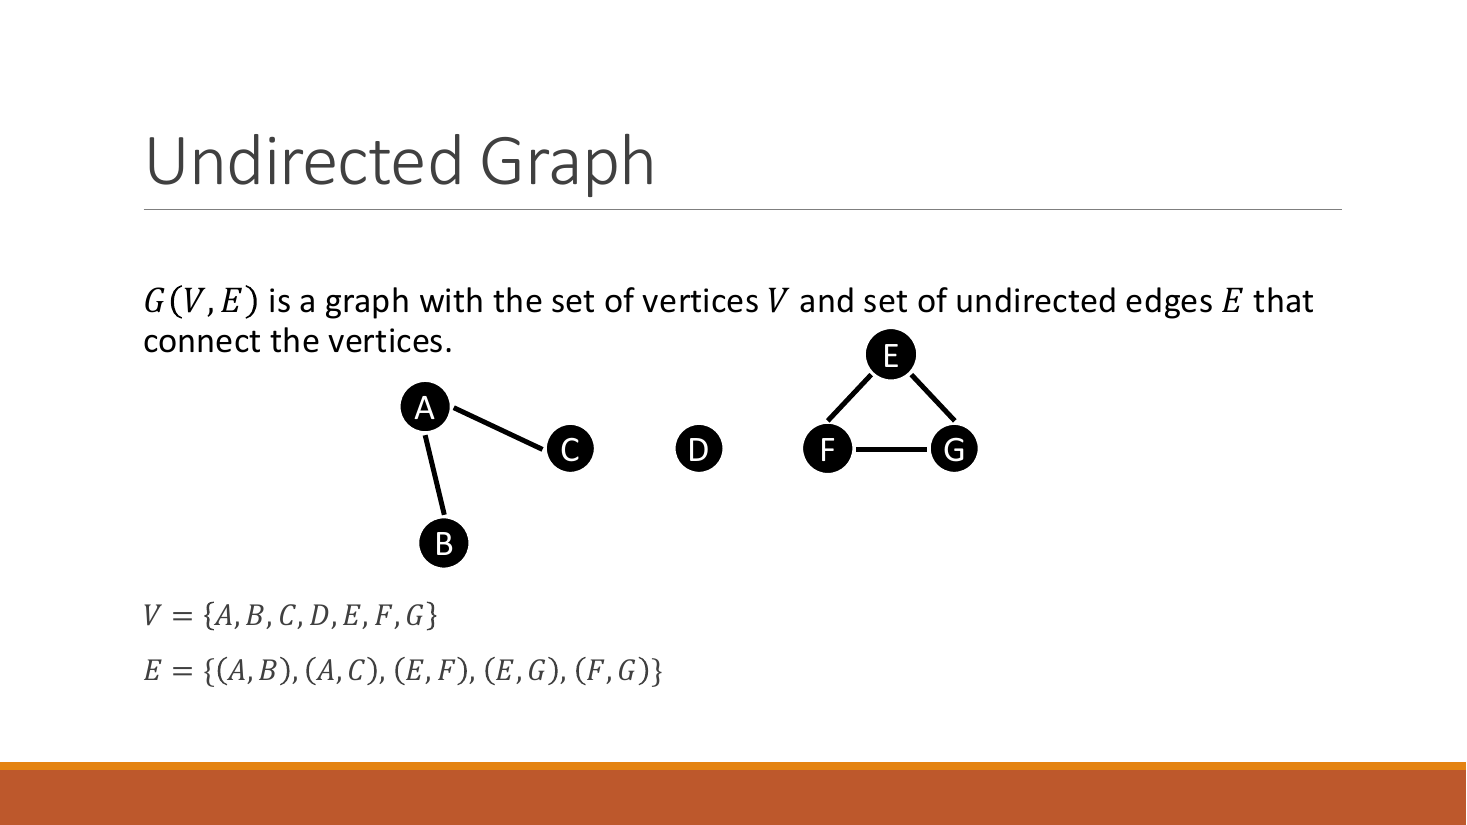 Undirected Graph
G(V, E) is a graph with the set of vertices V and set of undirected edges E that
connect the vertices.
E
A
C
D
F
G
B
V = {A, B, C, D, E, F, G}
E = {(A, B), (A, C), (E, F), (E, G), (F, G)}